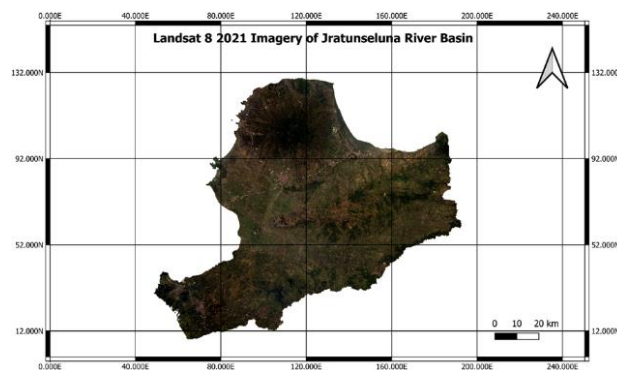 0.000E 40.000E 80.000E 120.000E 160.000E 200.000E 240.000E
Landsat 8 2021 Imagery of Jratunseluna River Basin
132.000N 132.000N
92.000N 92.000N
52.000N 52.000N
0 10 20 km
12.000N 12.000N
0.000E 40.000E 80.000E 120.000E 160.000E 200.000E 240.000E